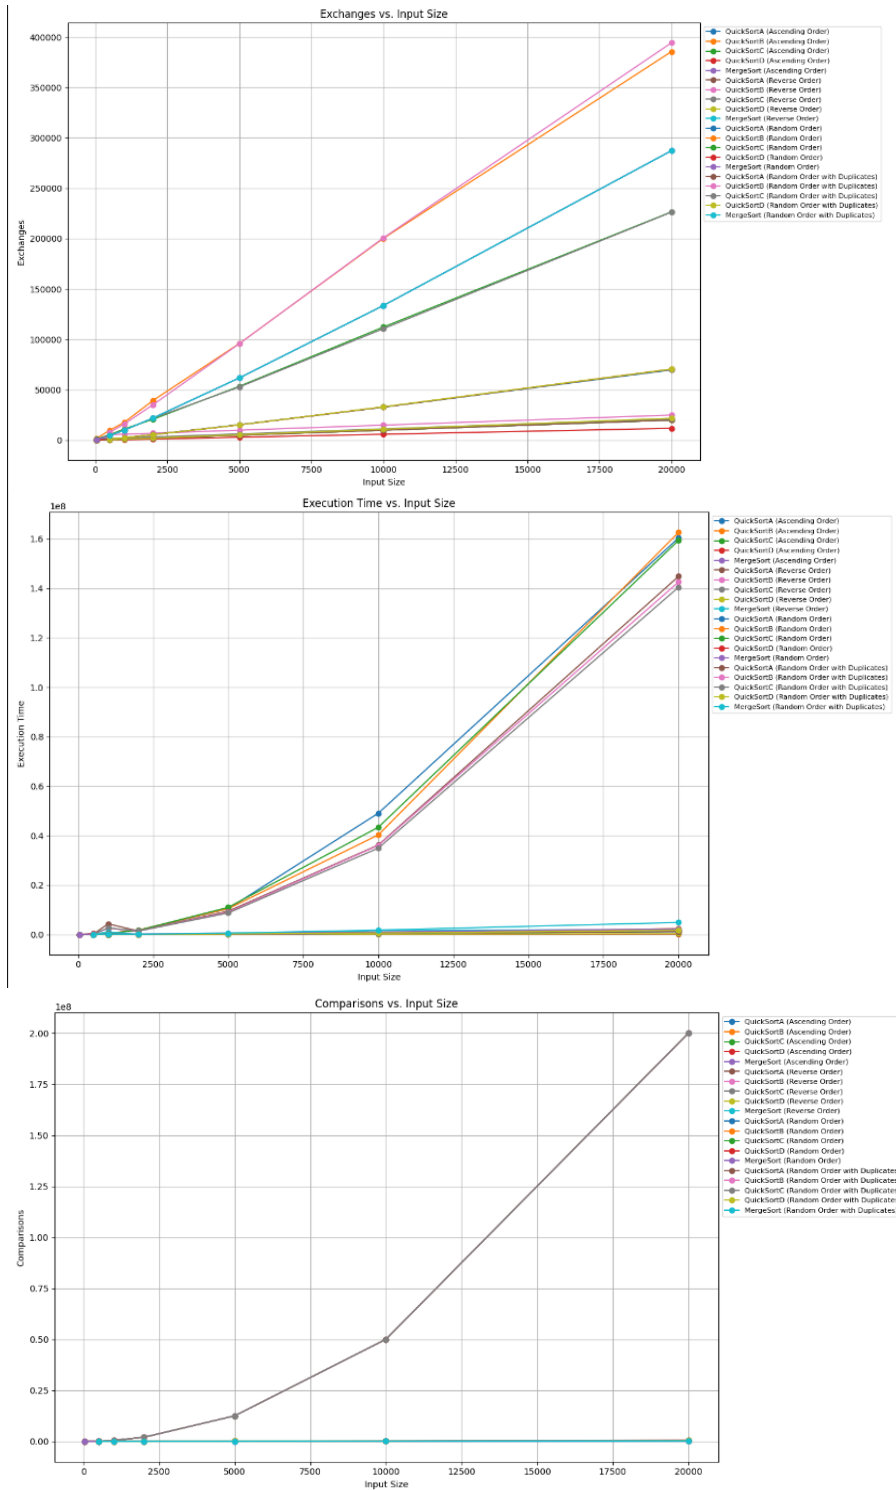 Exchanges vs. Input Size
400000
350000
300000
250000
200000
150000
100000
50000
0
Exchanges
0 2500 5000 7500 10000 12500 15000 17500 20000
Input Size
QuickSortA (Ascending Order)
QuickSortB (Ascending Order)
QuickSortC (Ascending Order)
QuickSortD (Ascending Order)
MergeSort (Ascending Order)
QuickSortA (Reverse Order)
QuickSortB (Reverse Order)
QuickSortC (Reverse Order)
QuickSortD (Reverse Order)
MergeSort (Reverse Order)
QuickSortA (Random Order)
QuickSortB (Random Order)
QuickSortC (Random Order)
QuickSortD (Random Order)
MergeSort (Random Order)
QuickSortA (Random Order with Duplicates)
QuickSortB (Random Order with Duplicates)
QuickSortC (Random Order with Duplicates)
QuickSortD (Random Order with Duplicates)
MergeSort (Random Order with Duplicates)
Execution Time vs. Input Size
1e8
1.6
1.4
1.2
1.0
0.8
0.6
0.4
0.2
0.0
Execution Time
0 2500 5000 7500 10000 12500 15000 17500 20000
Input Size
QuickSortA (Ascending Order)
QuickSortB (Ascending Order)
QuickSortC (Ascending Order)
QuickSortD (Ascending Order)
MergeSort (Ascending Order)
QuickSortA (Reverse Order)
QuickSortB (Reverse Order)
QuickSortC (Reverse Order)
QuickSortD (Reverse Order)
MergeSort (Reverse Order)
QuickSortA (Random Order)
QuickSortB (Random Order)
QuickSortC (Random Order)
QuickSortD (Random Order)
MergeSort (Random Order)
QuickSortA (Random Order with Duplicates)
QuickSortB (Random Order with Duplicates)
QuickSortC (Random Order with Duplicates)
QuickSortD (Random Order with Duplicates)
MergeSort (Random Order with Duplicates)
Comparisons vs. Input Size
1e8
2.00
1.75
1.50
1.25
1.00
0.75
0.50
0.25
0.00
Comparisons
0 2500 5000 7500 10000 12500 15000 17500 20000
Input Size
QuickSortA (Ascending Order)
QuickSortB (Ascending Order)
QuickSortC (Ascending Order)
QuickSortD (Ascending Order)
MergeSort (Ascending Order)
QuickSortA (Reverse Order)
QuickSortB (Reverse Order)
QuickSortC (Reverse Order)
QuickSortD (Reverse Order)
MergeSort (Reverse Order)
QuickSortA (Random Order)
QuickSortB (Random Order)
QuickSortC (Random Order)
QuickSortD (Random Order)
MergeSort (Random Order)
QuickSortA (Random Order with Duplicates
QuickSortB (Random Order with Duplicates
QuickSortC (Random Order with Duplicates
QuickSortD (Random Order with Duplicates
MergeSort (Random Order with Duplicates)